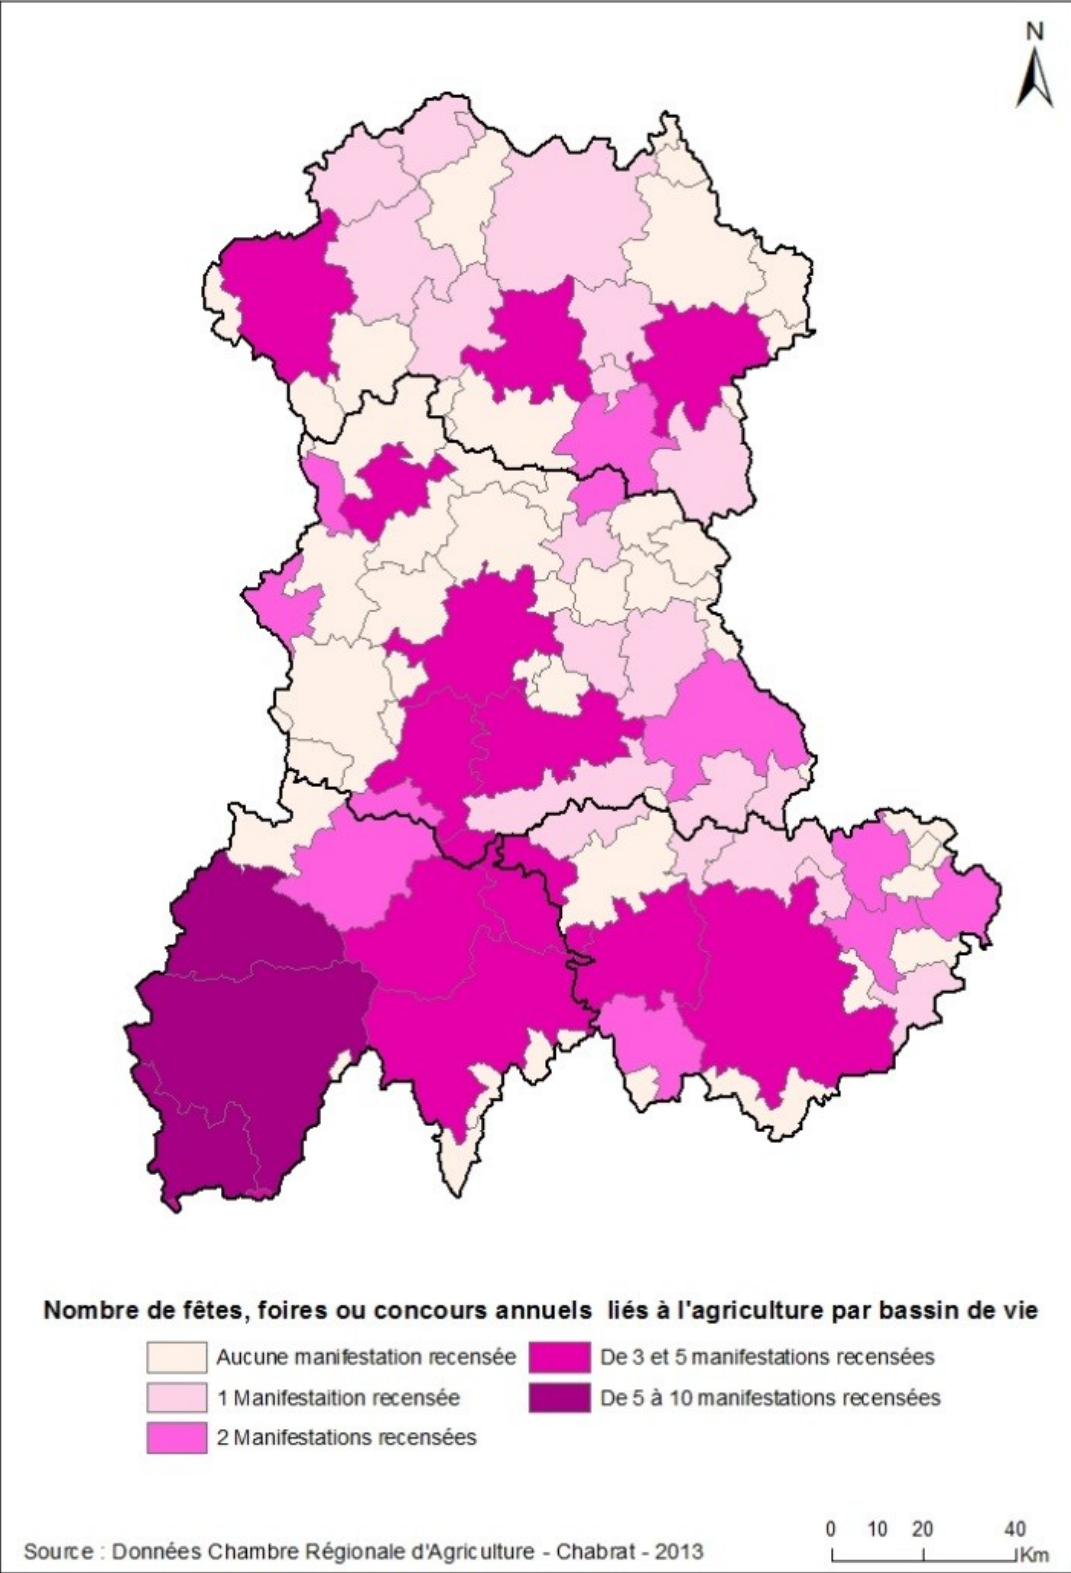 N
Nombre de fêtes, foires ou concours annuels liés à l'agriculture par bassin de vie
Aucune manifestation recensée
De 3 et 5 manifestations recensées
1 Manifestaition recensée
De 5 à 10 manifestations recensées
2 Manifestations recensées
0 10 20 40
Km
Source : Données Chambre Régionale d'Agriculture - Chabrat - 2013